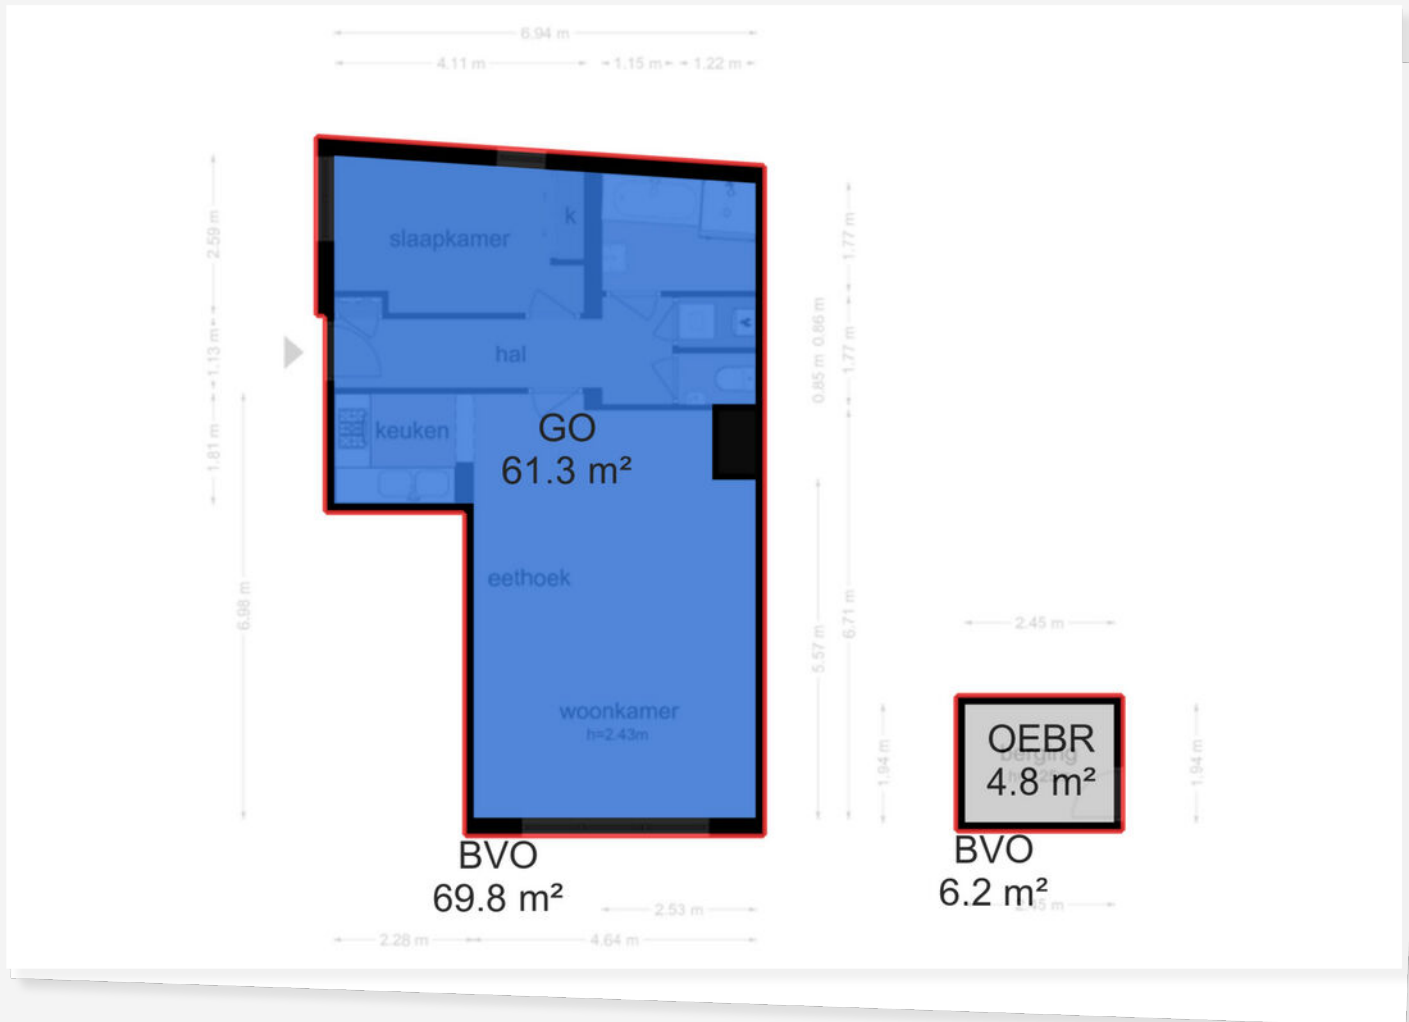 6.94 m
4.11 m
1.15 m
1.22 m
2.59 m
1.13 m
1.81 m
6.98 m
slaapkamer
k
hal
keuken
GO
61.3 m²
eethoek
woonkamer
h=2.43m
1.77 m
0.86 m
1.77 m
0.85 m
6.71 m
5.57 m
BVO
69.8 m²
2.53 m
2.28 m
4.64 m
2.45 m
1.94 m
OEBR
berging
4.8 m²
1.94 m
BVO
6.2 m²
2.45 m